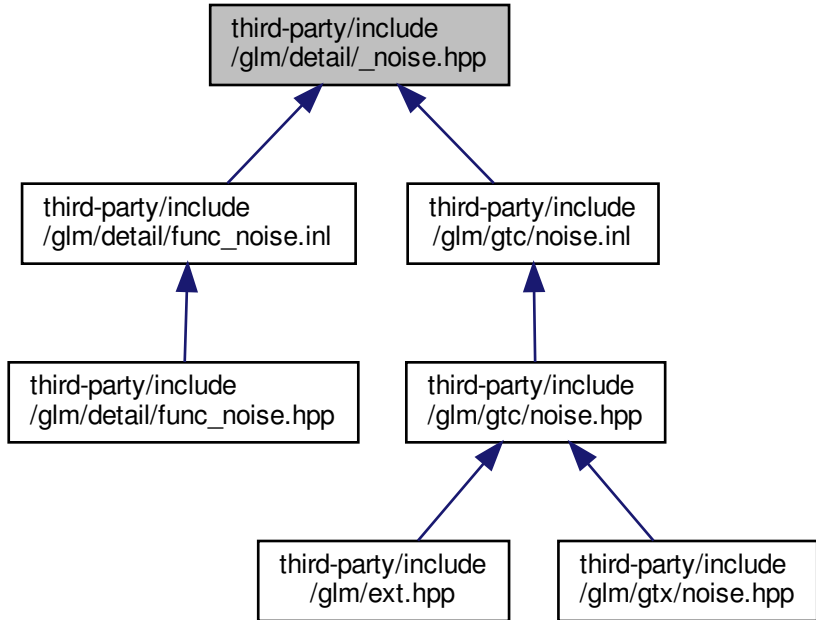 third-party/include
/glm/detail/_noise.hpp
third-party/include
/glm/detail/func_noise.inl
third-party/include
/glm/gtc/noise.inl
third-party/include
/glm/detail/func_noise.hpp
third-party/include
/glm/gtc/noise.hpp
third-party/include
/glm/ext.hpp
third-party/include
/glm/gtx/noise.hpp